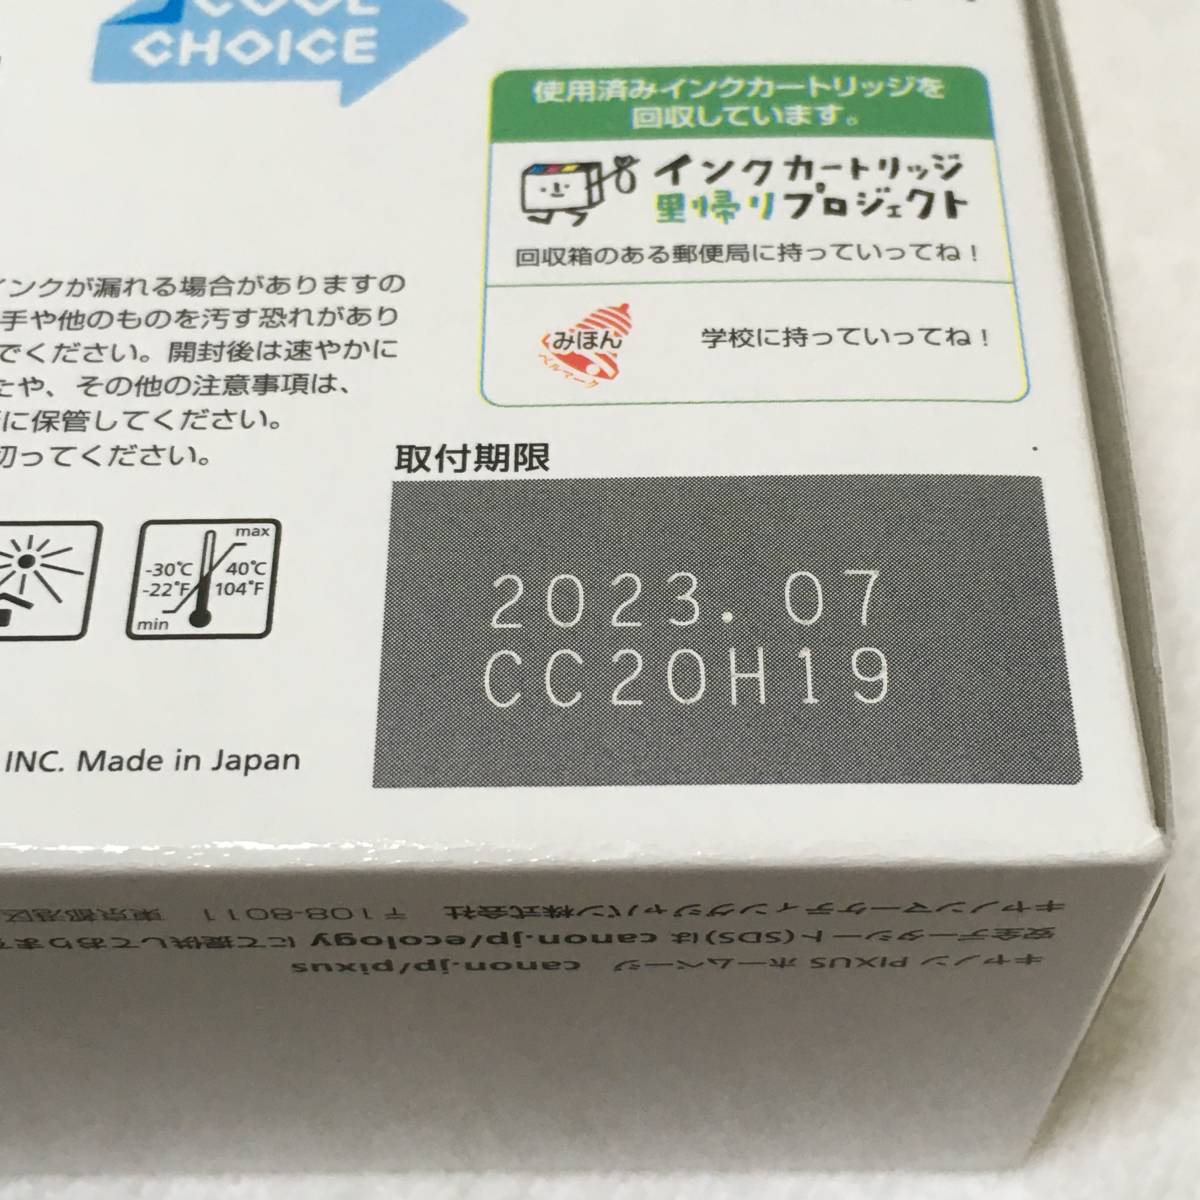 COOL
CHOICE
使用済みインクカートリッジを
回収しています。
インクカートリッジ
里帰りプロジェクト
回収箱のある郵便局に持っていってね！
みほん
ベルマーク
学校に持っていってね！
インクが漏れる場合がありますの
手や他のものを汚す恐れがあり
でください。開封後は速やかに
たや、その他の注意事項は、
に保管してください。
切ってください。
取付期限
2023.07
CC20H19
max
-30℃ 40℃
-22°F 104°F
min
INC. Made in Japan
キヤノンマーケティングジャパン株式会社 〒108-8011 東京都港区
安全データシート(SDS)は canon.jp/ecology にて提供しております
キヤノン PIXUS ホームページ canon.jp/pixus